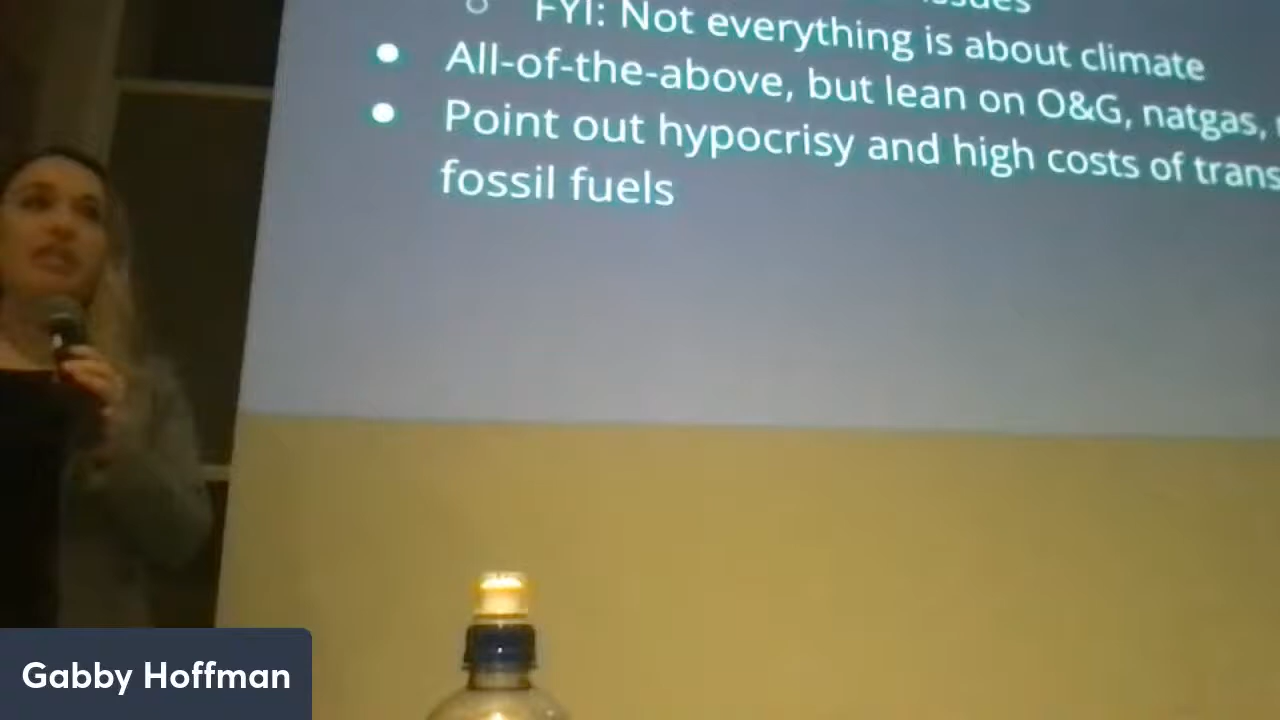 FYI: Not everything is about climate
All-of-the-above, but lean on O&G, natgas,
Point out hypocrisy and high costs of
fossil fuels
Gabby Hoffman